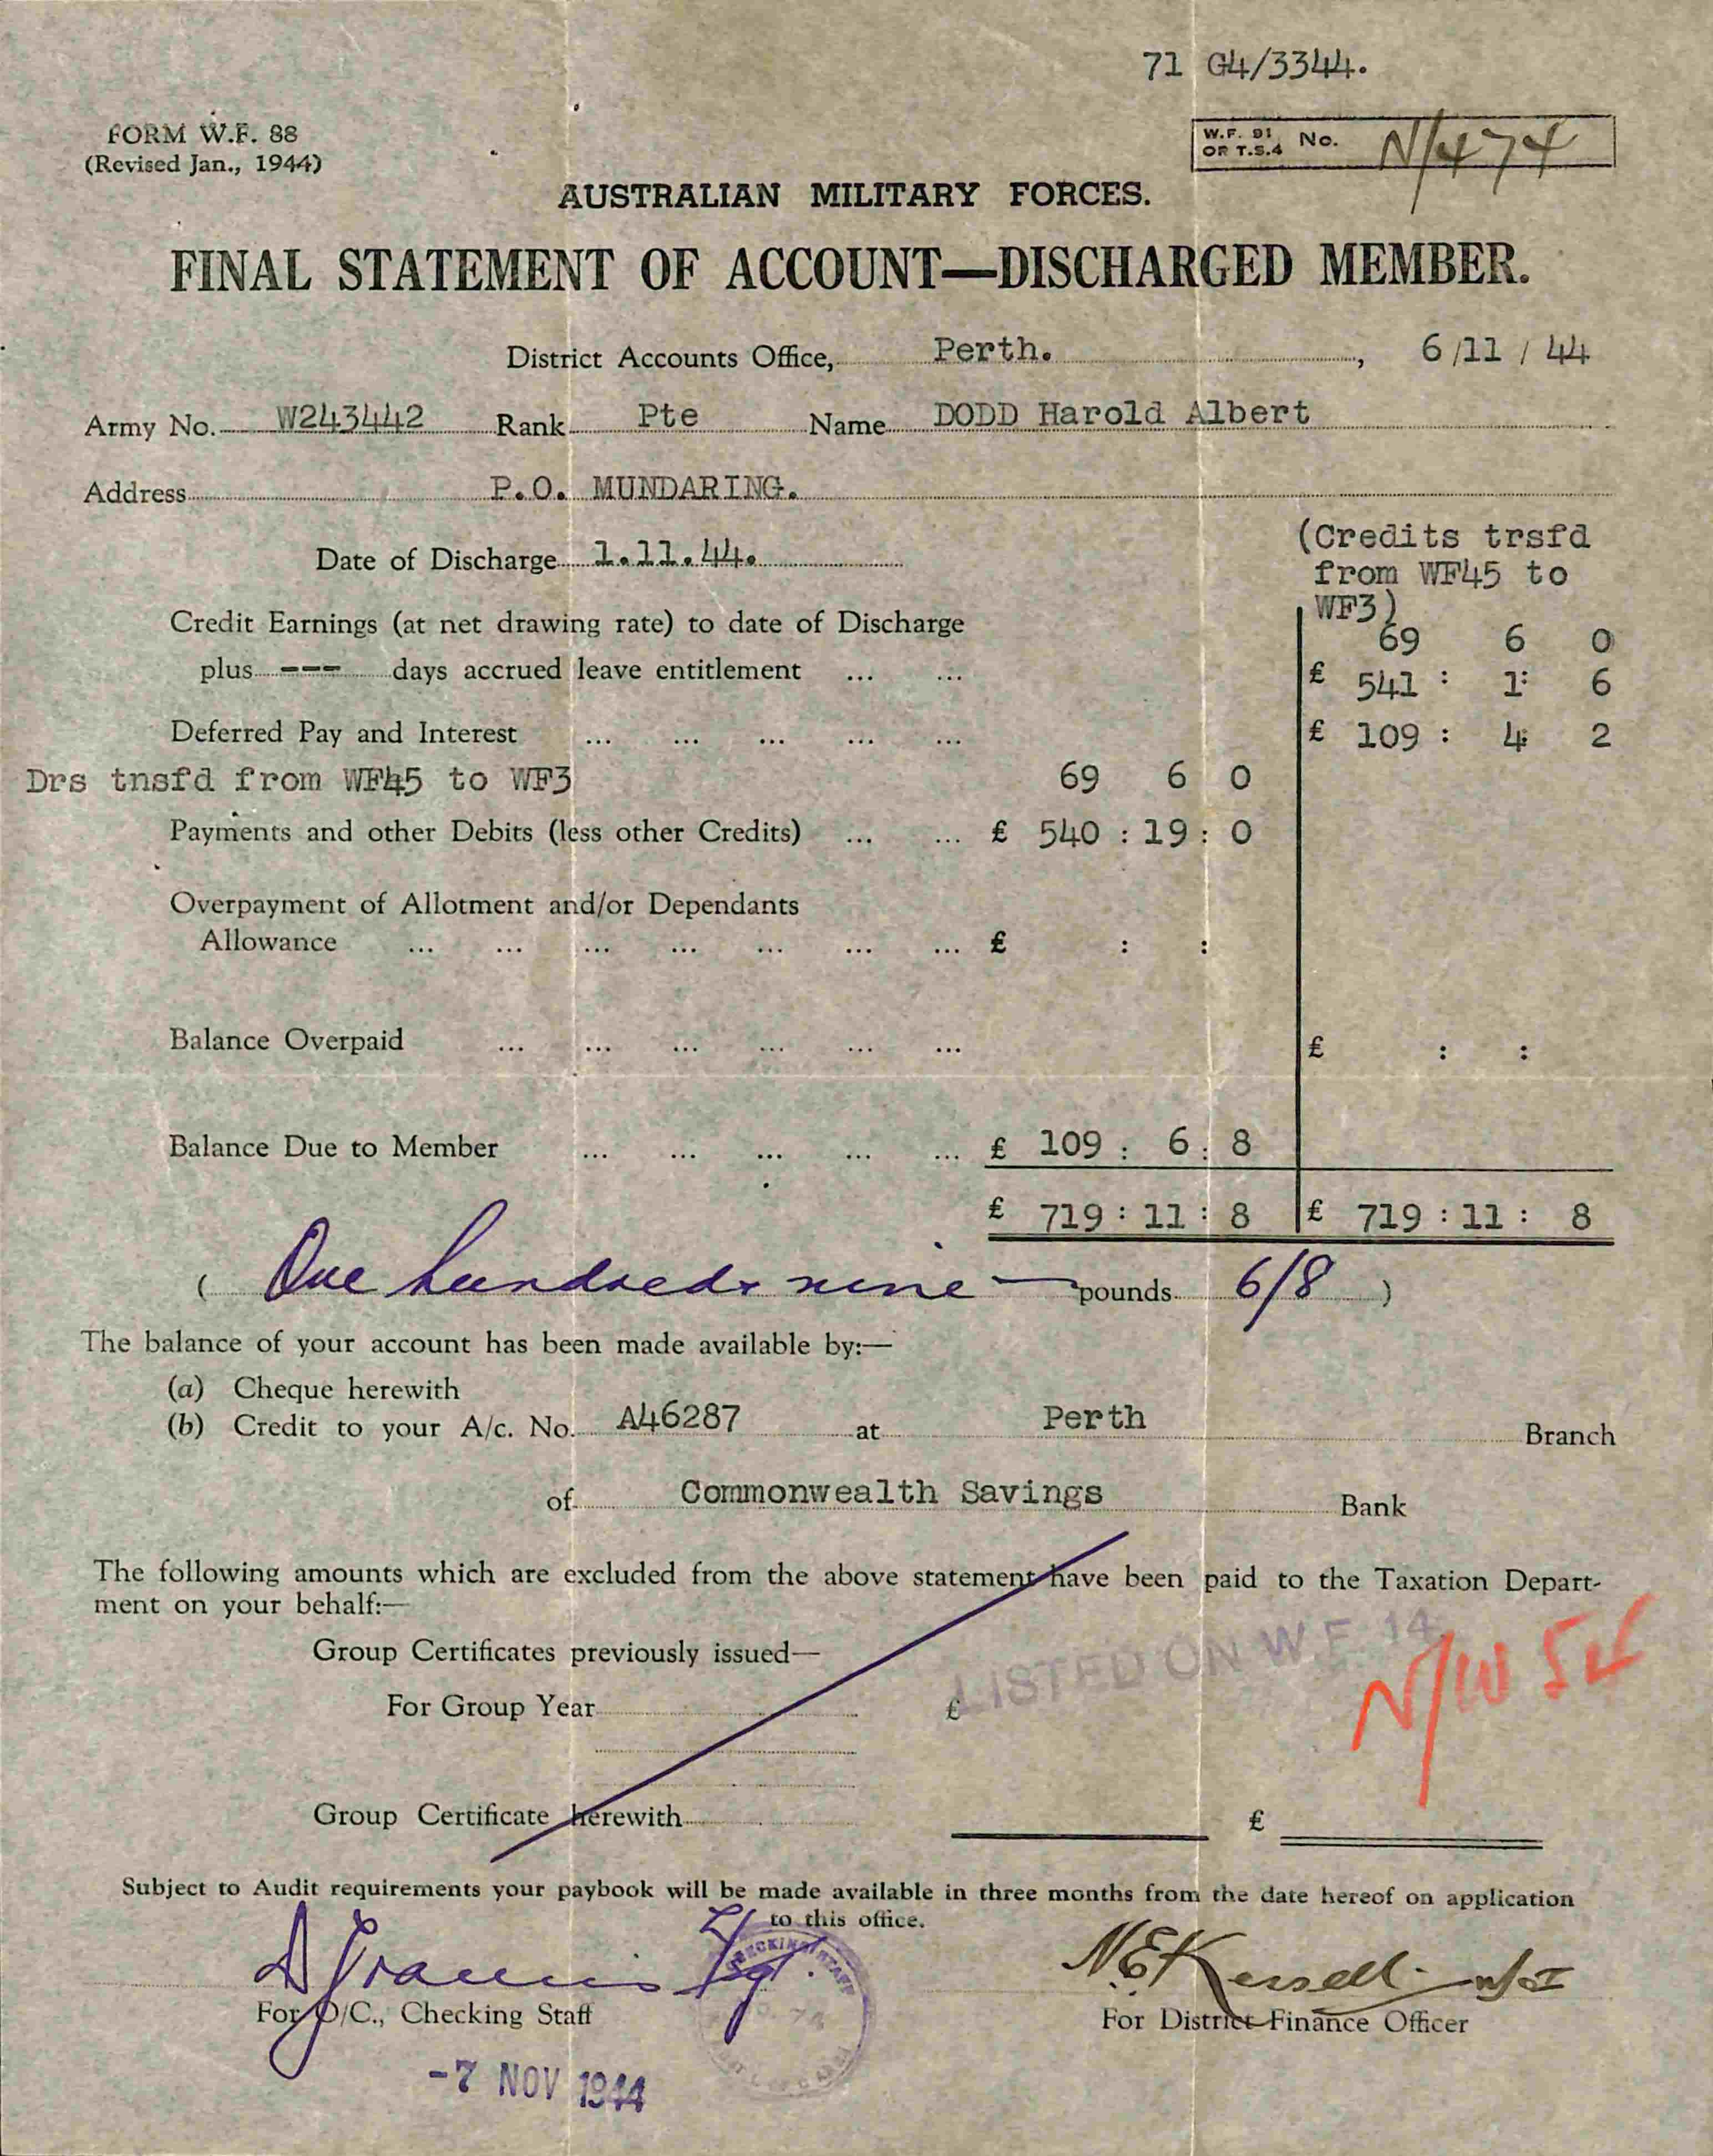 71 G4/3344.
FORM W.F. 88
(Revised Jan., 1944)
W.F. 91
OR T.S.4 No. N/474
AUSTRALIAN MILITARY FORCES.
FINAL STATEMENT OF ACCOUNT—DISCHARGED MEMBER.
District Accounts Office, Perth. , 6/11/44
Army No. W243442 Rank Pte Name DODD Harold Albert
Address P.O. MUNDARING.
(Credits trsfd
from WF45 to
WF3)
Date of Discharge 1.11.44.
Credit Earnings (at net drawing rate) to date of Discharge 69 6 0
plus --- days accrued leave entitlement ... ... £ 541 : 1: 6
Deferred Pay and Interest ... ... ... ... ... £ 109 : 4: 2
Drs tnsfd from WF45 to WF3 69 6 0
Payments and other Debits (less other Credits) ... ... £ 540 : 19 : 0
Overpayment of Allotment and/or Dependants
Allowance ... ... ... ... ... ... ... £ : :
Balance Overpaid ... ... ... ... ... ... £ : :
Balance Due to Member ... ... ... ... ... £ 109 : 6 : 8
£ 719 : 11 : 8 £ 719 : 11 : 8
( One hundred & nine — pounds 6/8 )
The balance of your account has been made available by:—
(a) Cheque herewith
(b) Credit to your A/c. No. A46287 at Perth Branch
of Commonwealth Savings Bank
The following amounts which are excluded from the above statement have been paid to the Taxation Depart-
ment on your behalf:—
LISTED ON W.F. 14
Group Certificates previously issued—
For Group Year £
Group Certificate herewith £
Subject to Audit requirements your paybook will be made available in three months from the date hereof on application
to this office.
CHECKING STAFF
For O/C., Checking Staff
For District Finance Officer
-7 NOV 1944